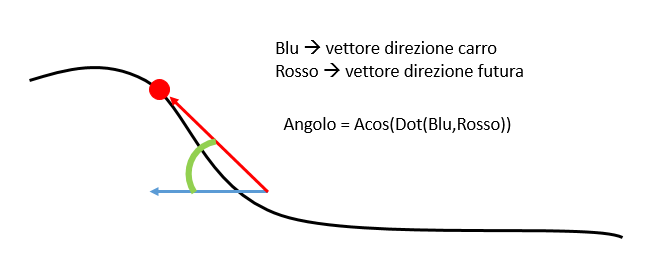 Blu → vettore direzione carro
Rosso → vettore direzione futura
Angolo = Acos(Dot(Blu,Rosso))